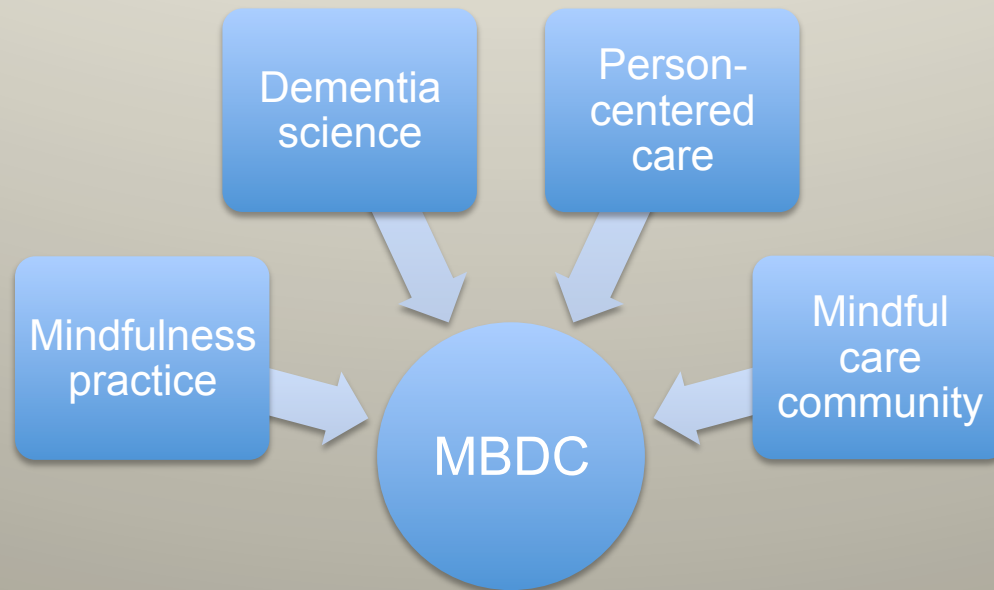 Dementia
science
Person-
centered
care
Mindfulness
practice
Mindful
care
community
MBDC